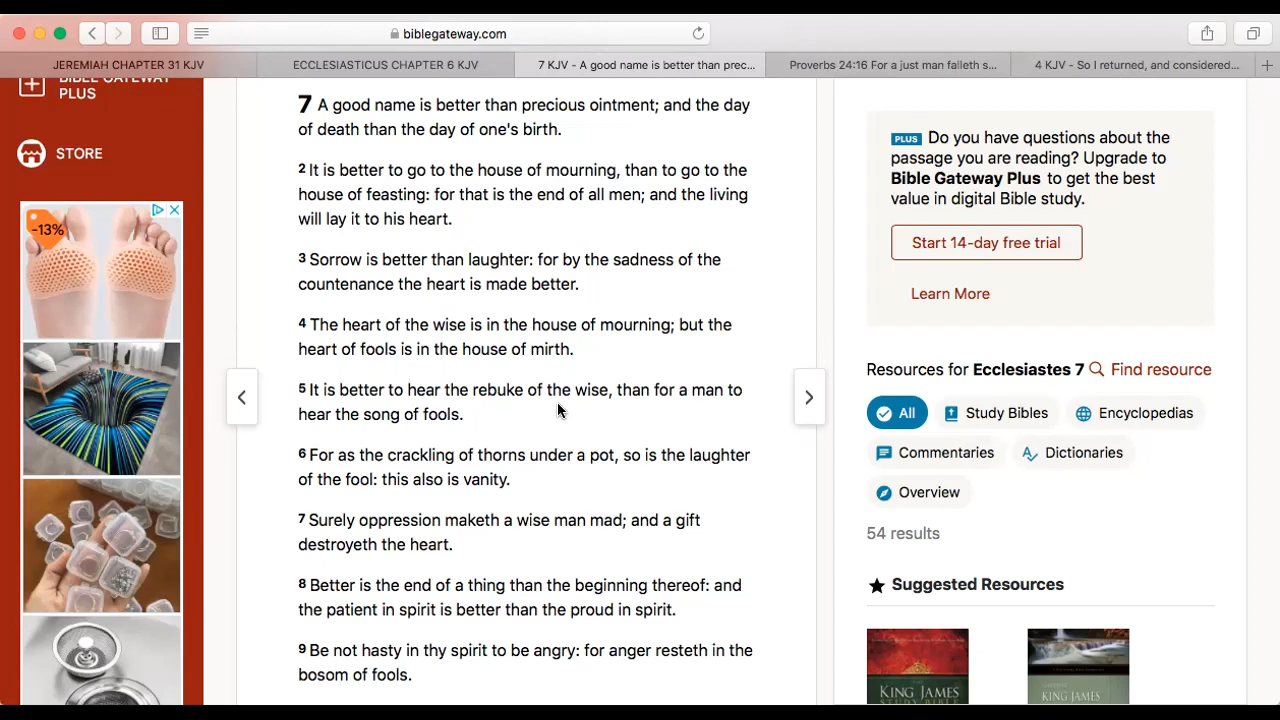 biblegateway.com
JEREMIAH CHAPTER 31 KJV
ECCLESIASTICUS CHAPTER 6 KJV
7 KJV - A good name is better than prec...
Proverbs 24:16 For a just man falleth s...
4 KJV - So I returned, and considered...
BIBLE GATEWAY
PLUS
STORE
-13%
7 A good name is better than precious ointment; and the day
of death than the day of one's birth.
2 It is better to go to the house of mourning, than to go to the
house of feasting: for that is the end of all men; and the living
will lay it to his heart.
3 Sorrow is better than laughter: for by the sadness of the
countenance the heart is made better.
4 The heart of the wise is in the house of mourning; but the
heart of fools is in the house of mirth.
5 It is better to hear the rebuke of the wise, than for a man to
hear the song of fools.
6 For as the crackling of thorns under a pot, so is the laughter
of the fool: this also is vanity.
7 Surely oppression maketh a wise man mad; and a gift
destroyeth the heart.
8 Better is the end of a thing than the beginning thereof: and
the patient in spirit is better than the proud in spirit.
9 Be not hasty in thy spirit to be angry: for anger resteth in the
bosom of fools.
PLUS Do you have questions about the
passage you are reading? Upgrade to
Bible Gateway Plus to get the best
value in digital Bible study.
Start 14-day free trial
Learn More
Resources for Ecclesiastes 7 Find resource
All Study Bibles Encyclopedias
Commentaries Dictionaries
Overview
54 results
Suggested Resources
KING JAMES
KING JAMES